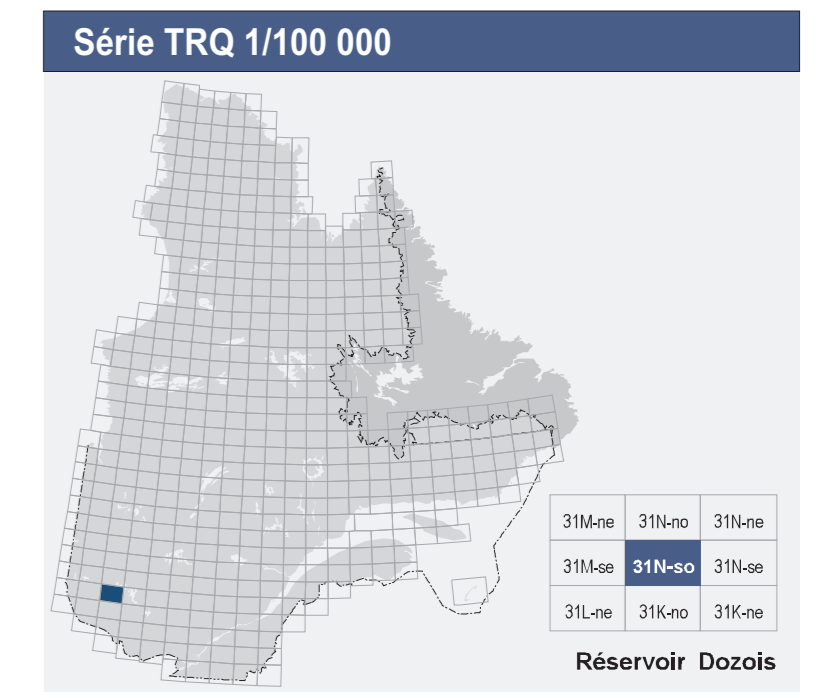 Série TRQ 1/100 000
31M-ne 31N-no 31N-ne
31M-se 31N-so 31N-se
31L-ne 31K-no 31K-ne
Réservoir Dozois